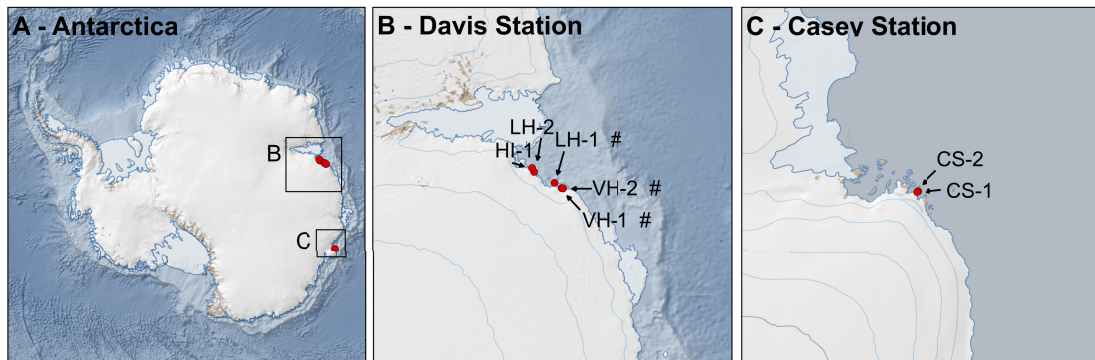 A - Antarctica
B
C
B - Davis Station
LH-2
LH-1 #
HI-1
VH-2 #
VH-1 #
C - Casey Station
CS-2
CS-1